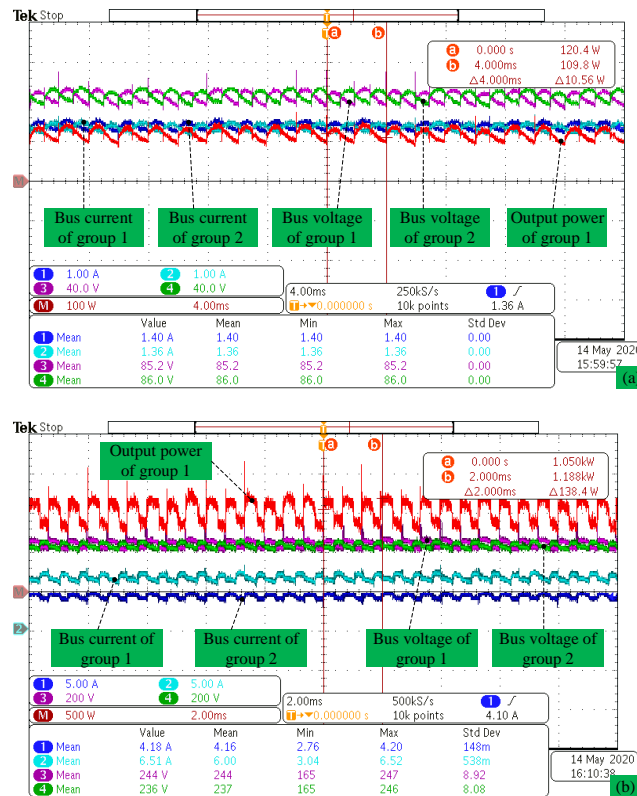 Tek Stop
T
a b
a 0.000 s 120.4 W
b 4.000ms 109.8 W
Δ4.000ms Δ10.56 W
M
Bus current of group 1
Bus current of group 2
Bus voltage of group 1
Bus voltage of group 2
Output power of group 1
1 1.00 A 2 1.00 A
3 40.0 V 4 40.0 V
M 100 W 4.00ms
4.00ms 250kS/s 1
T→▼0.000000 s 10k points 1.36 A
Value Mean Min Max Std Dev
1 Mean 1.40 A 1.40 1.40 1.40 0.00
2 Mean 1.36 A 1.36 1.36 1.36 0.00
3 Mean 85.2 V 85.2 85.2 85.2 0.00
4 Mean 86.0 V 86.0 86.0 86.0 0.00
14 May 2020
15:59:57
(a)
Tek Stop
T
a b
Output power of group 1
a 0.000 s 1.050kW
b 2.000ms 1.188kW
Δ2.000ms Δ138.4 W
M
2
Bus current of group 1
Bus current of group 2
Bus voltage of group 1
Bus voltage of group 2
1 5.00 A 2 5.00 A
3 200 V 4 200 V
M 500 W 2.00ms
2.00ms 500kS/s 1
T→▼0.000000 s 10k points 4.10 A
Value Mean Min Max Std Dev
1 Mean 4.18 A 4.16 2.76 4.20 148m
2 Mean 6.51 A 6.00 3.04 6.52 538m
3 Mean 244 V 244 165 247 8.92
4 Mean 236 V 237 165 246 8.08
14 May 2020
16:10:38
(b)